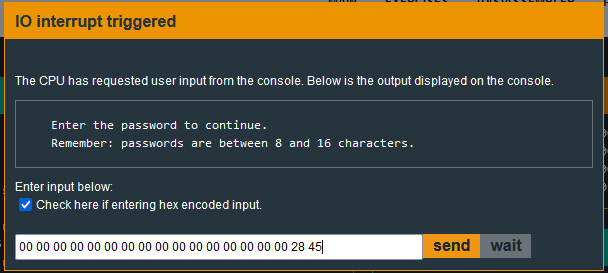 IO interrupt triggered
The CPU has requested user input from the console. Below is the output displayed on the console.
Enter the password to continue.
Remember: passwords are between 8 and 16 characters.
Enter input below:
Check here if entering hex encoded input.
00 00 00 00 00 00 00 00 00 00 00 00 00 00 00 00 28 45 send wait